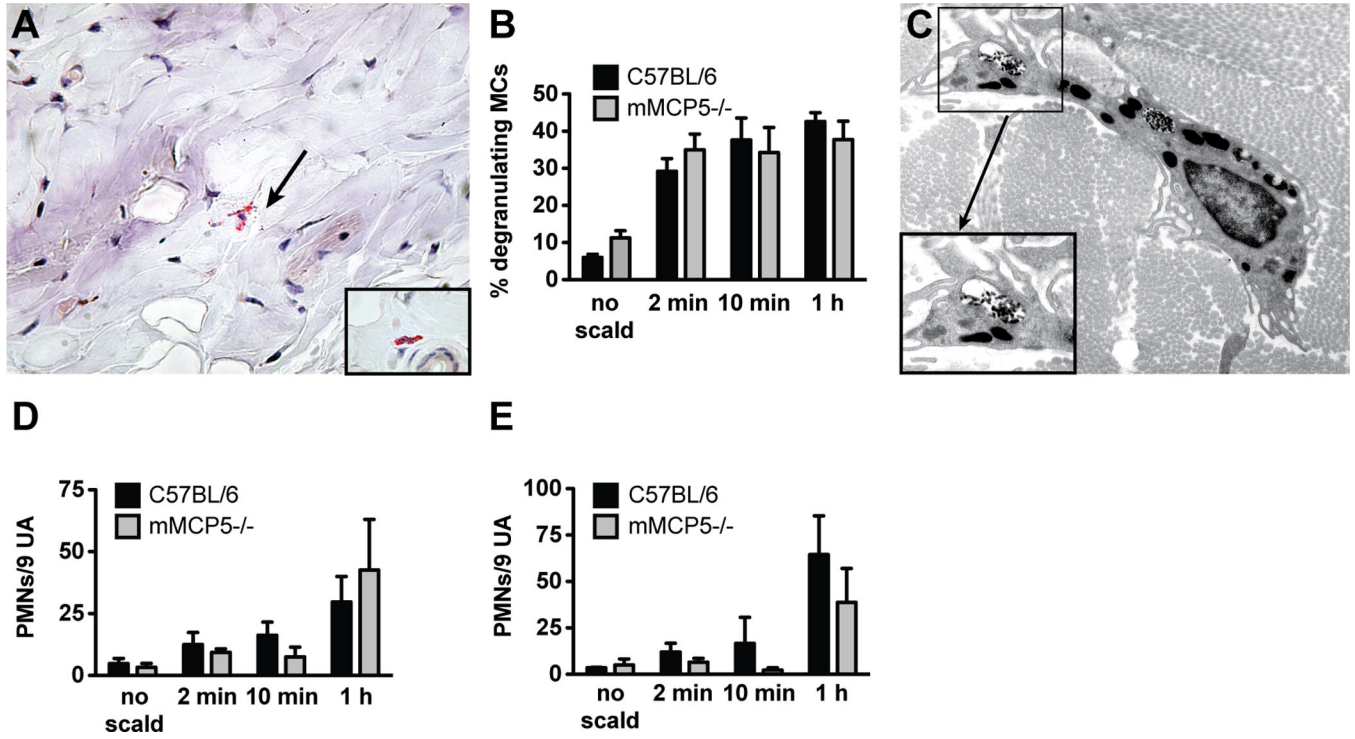 A
B
C57BL/6
mMCP5-/-
% degranulating MCs
50
40
30
20
10
0
no scald
2 min
10 min
1 h
C
D
C57BL/6
mMCP5-/-
PMNs/9 UA
75
50
25
0
no scald
2 min
10 min
1 h
E
C57BL/6
mMCP5-/-
PMNs/9 UA
100
75
50
25
0
no scald
2 min
10 min
1 h